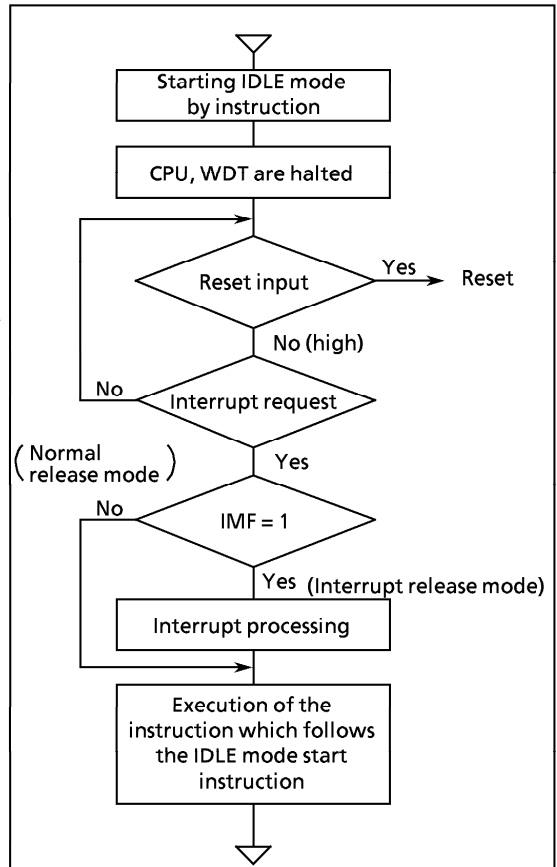 Starting IDLE mode
by instruction
CPU, WDT are halted
Reset input
Yes
Reset
No (high)
No
Interrupt request
(Normal
release mode)
Yes
No
IMF = 1
Yes
(Interrupt release mode)
Interrupt processing
Execution of the
instruction which follows
the IDLE mode start
instruction